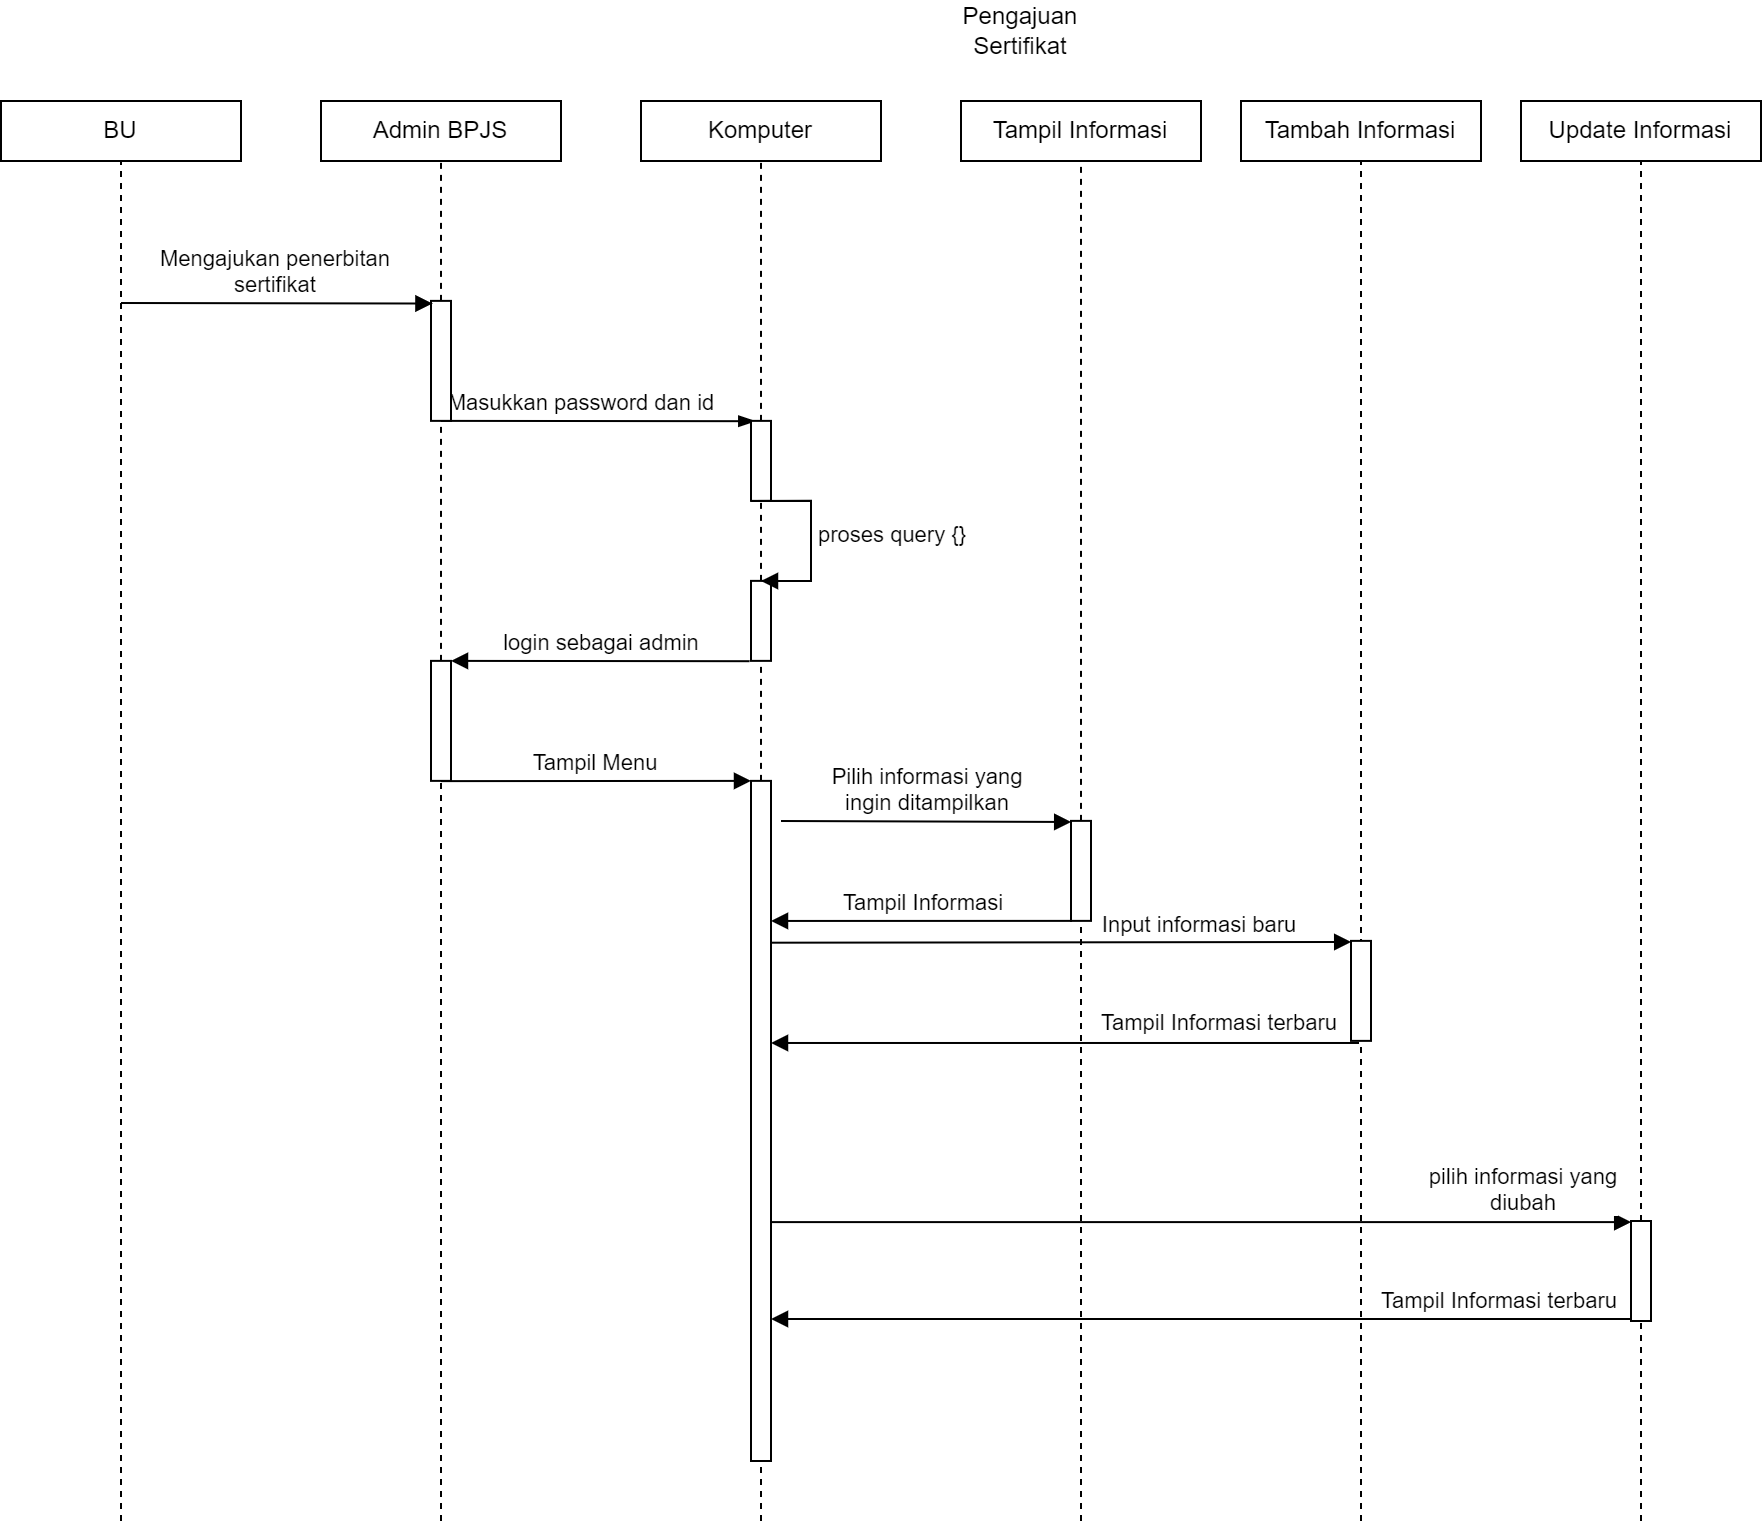 Pengajuan
Sertifikat
BU
Admin BPJS
Komputer
Tampil Informasi
Tambah Informasi
Update Informasi
Mengajukan penerbitan
sertifikat
Masukkan password dan id
proses query {}
login sebagai admin
Tampil Menu
Pilih informasi yang
ingin ditampilkan
Tampil Informasi
Input informasi baru
Tampil Informasi terbaru
pilih informasi yang
diubah
Tampil Informasi terbaru